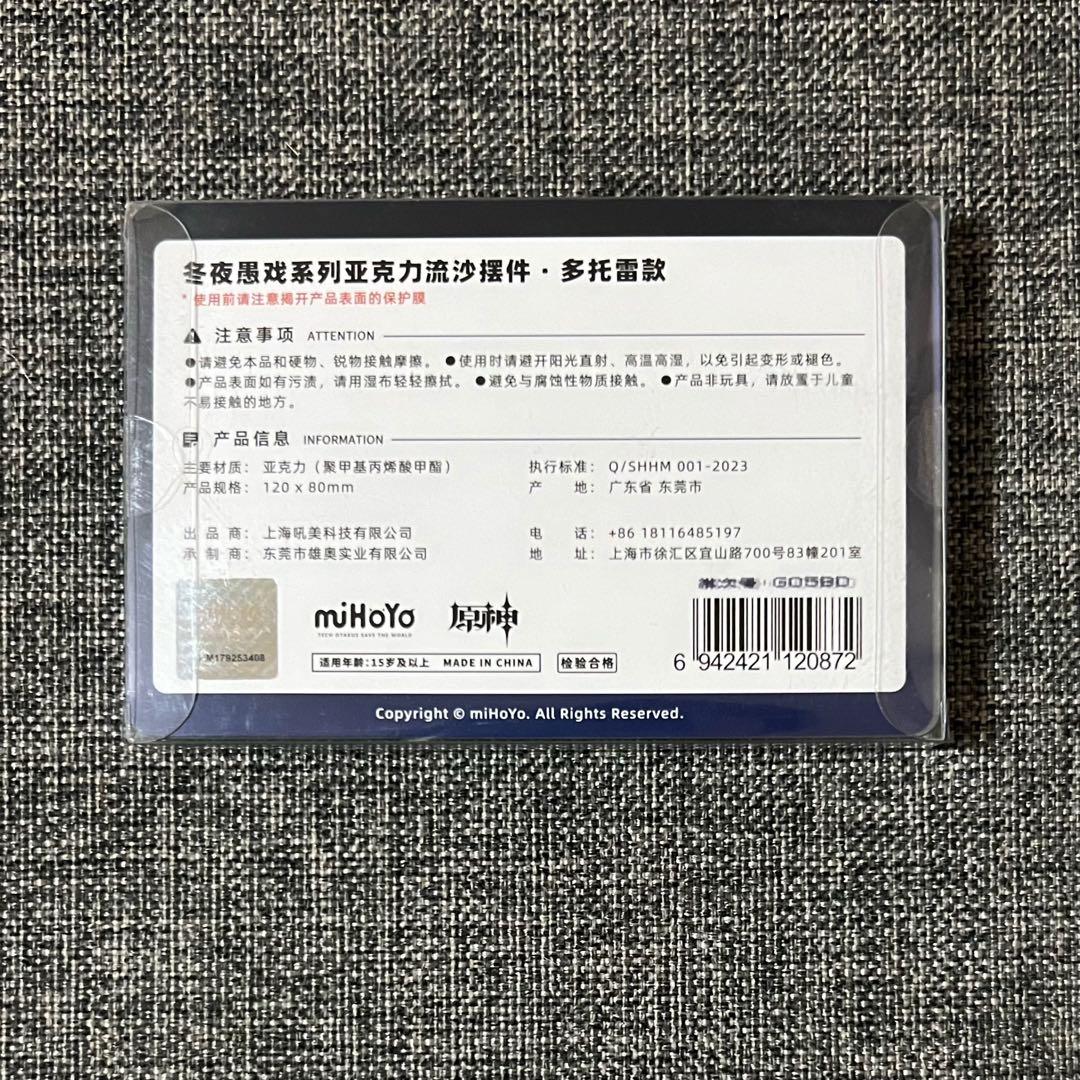 冬夜愚戏系列亚克力流沙摆件·多托雷款
* 使用前请注意揭开产品表面的保护膜
注意事项 ATTENTION
●请避免本品和硬物、锐物接触摩擦。 ●使用时请避开阳光直射、高温高湿，以免引起变形或褪色。
●产品表面如有污渍，请用湿布轻轻擦拭。 ●避免与腐蚀性物质接触。 ●产品非玩具，请放置于儿童
不易接触的地方。
产品信息 INFORMATION
主要材质： 亚克力（聚甲基丙烯酸甲酯） 执行标准： Q/SHHM 001-2023
产品规格： 120 x 80mm 产 地： 广东省 东莞市
出 品 商： 上海吼美科技有限公司 电 话： +86 18116485197
承 制 商： 东莞市雄奥实业有限公司 地 址： 上海市徐汇区宜山路700号83幢201室
批次号：G05BD
M179253408
miHoYo 原神
TECH OTAKUS SAVE THE WORLD
适用年龄：15岁及以上 MADE IN CHINA 检验合格
6 942421 120872
Copyright © miHoYo. All Rights Reserved.